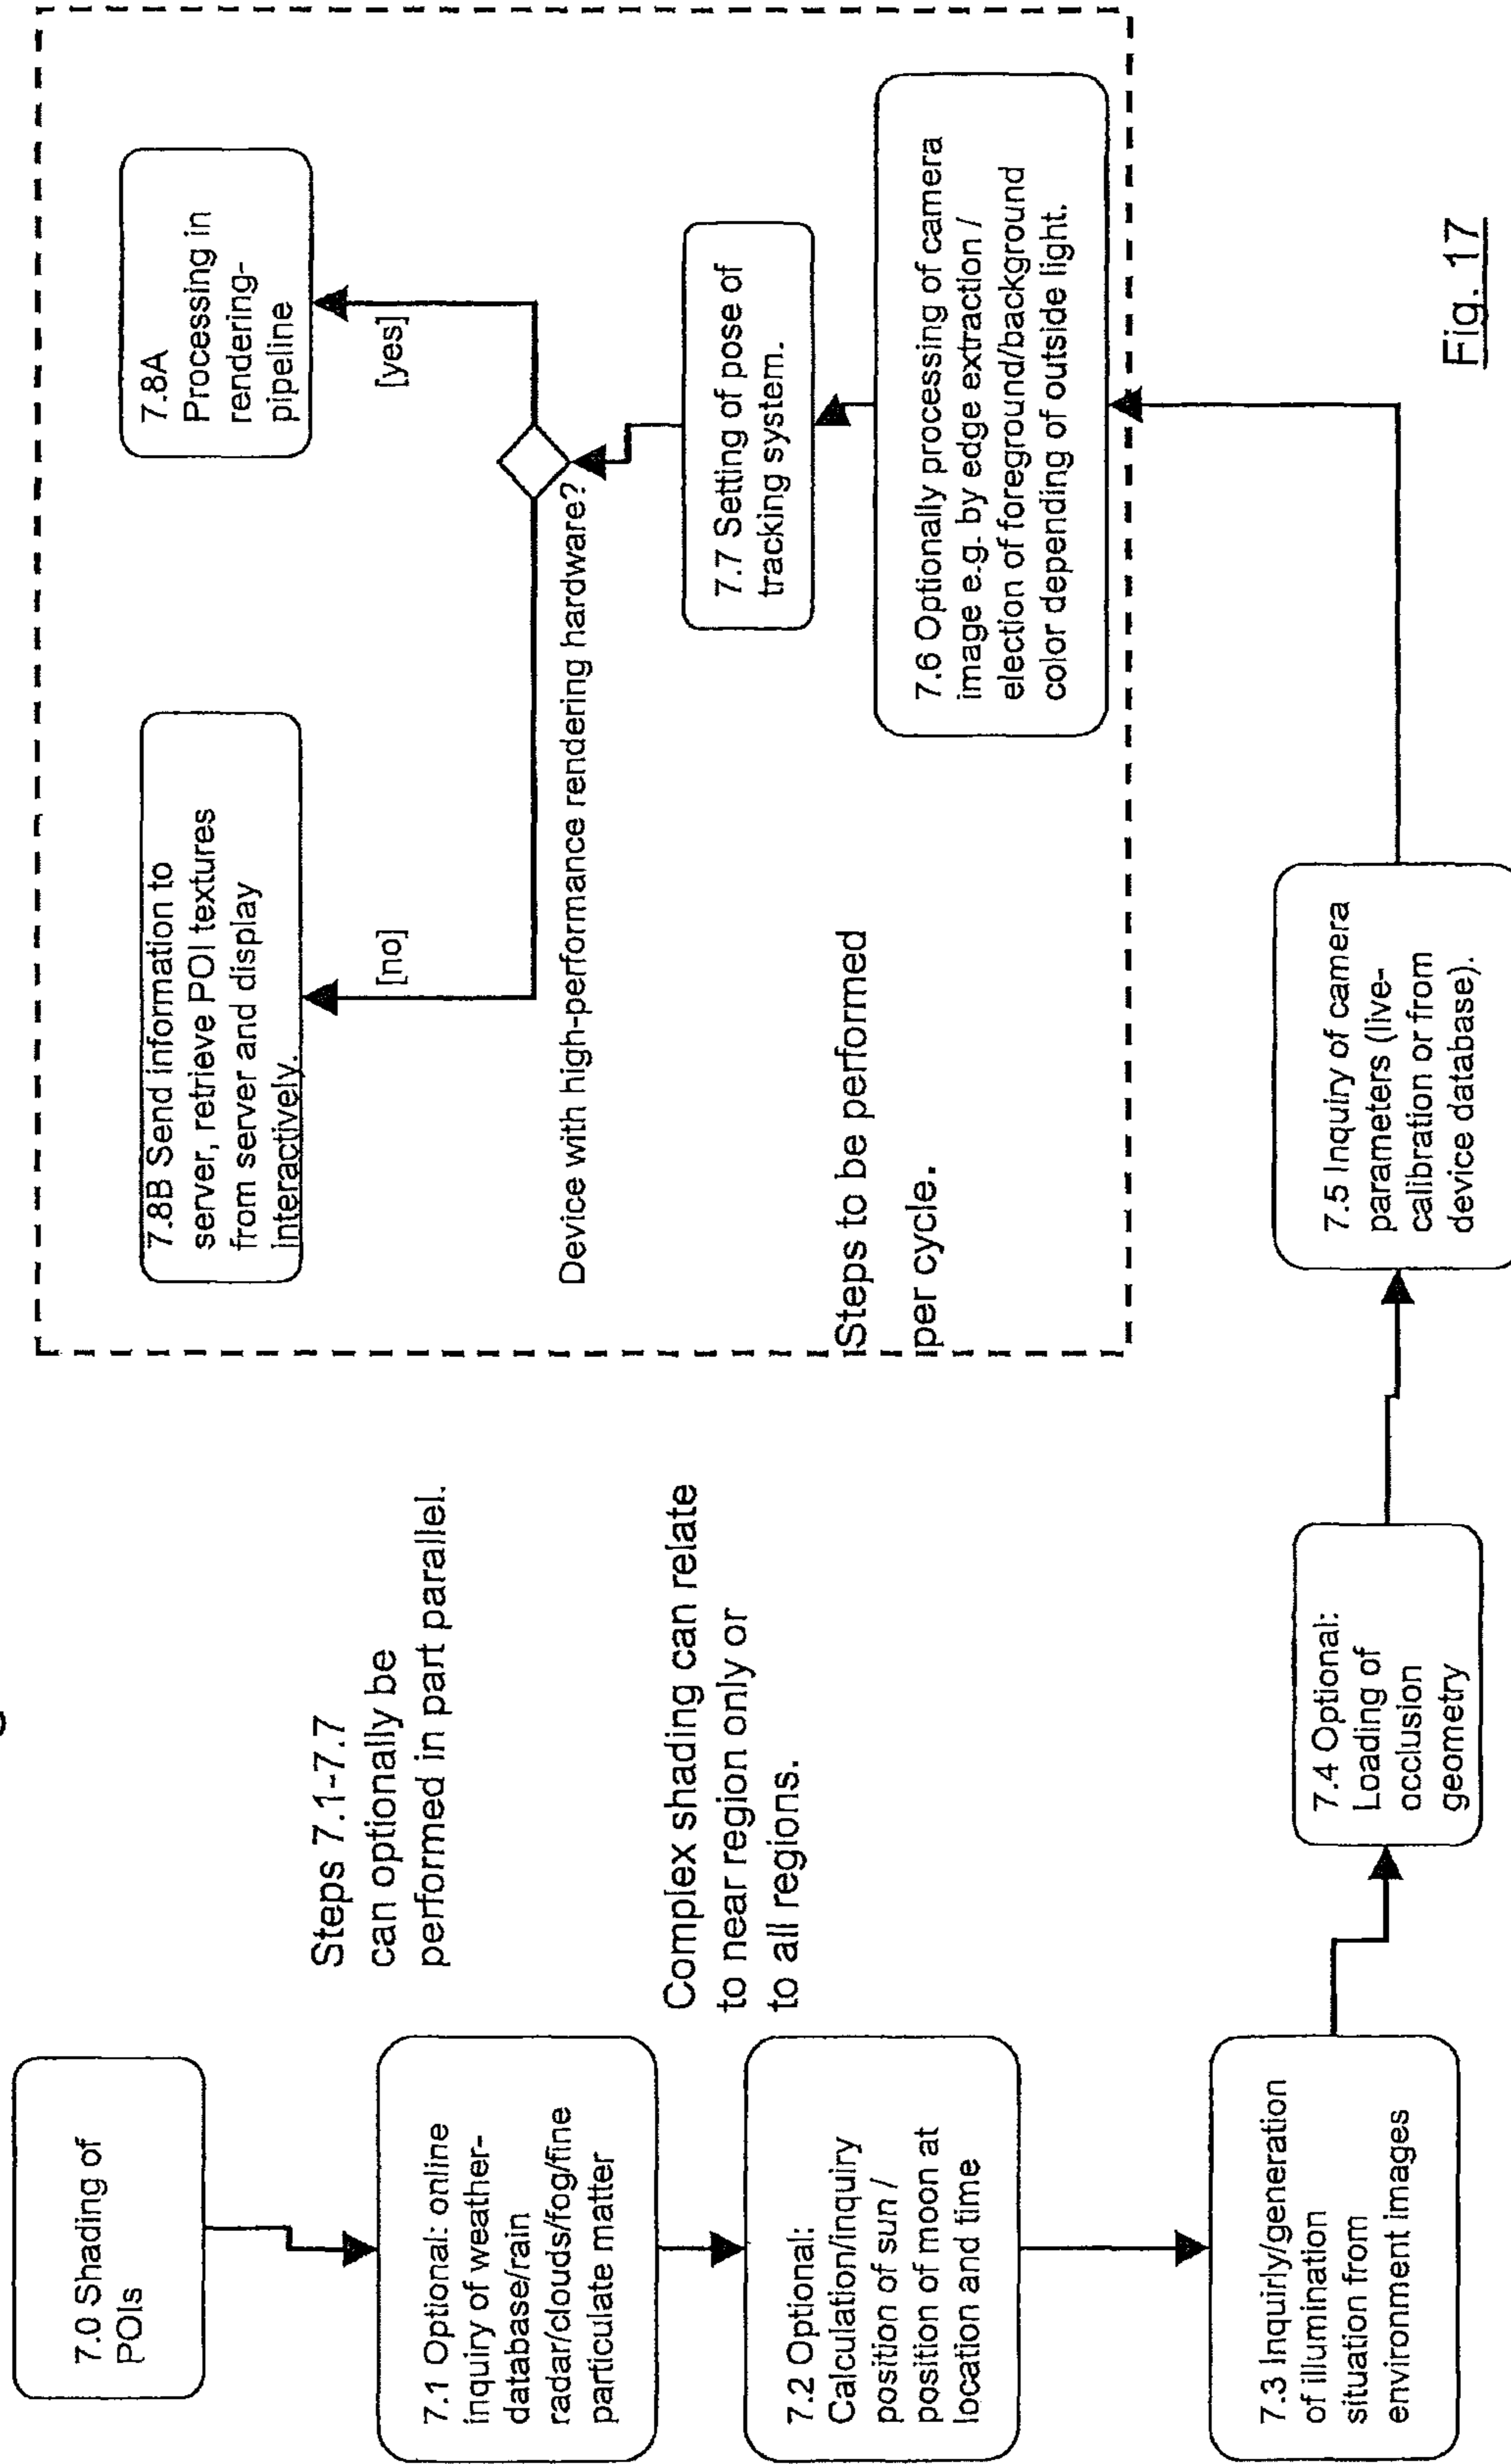 7.0 Shading of
POIs
7.1 Optional: online
inquiry of weather-
database/rain
radar/clouds/fog/fine
particulate matter
7.2 Optional:
Calculation/inquiry
position of sun /
position of moon at
location and time
7.3 Inquirly/generation
of illumination
situation from
environment images
Steps 7.1-7.7
can optionally be
performed in part parallel.
Complex shading can relate
to near region only or
to all regions.
7.4 Optional:
Loading of
occlusion
geometry
7.5 Inquiry of camera
parameters (live-
calibration or from
device database).
7.8B Send information to
server, retrieve POI textures
from server and display
interactively.
[no]
7.8A
Processing in
rendering-
pipeline
[yes]
Device with high-performance rendering hardware?
7.7 Setting of pose of
tracking system.
7.6 Optionally processing of camera
image e.g. by edge extraction /
election of foreground/background
color depending of outside light.
Steps to be performed
per cycle.
Fig. 17